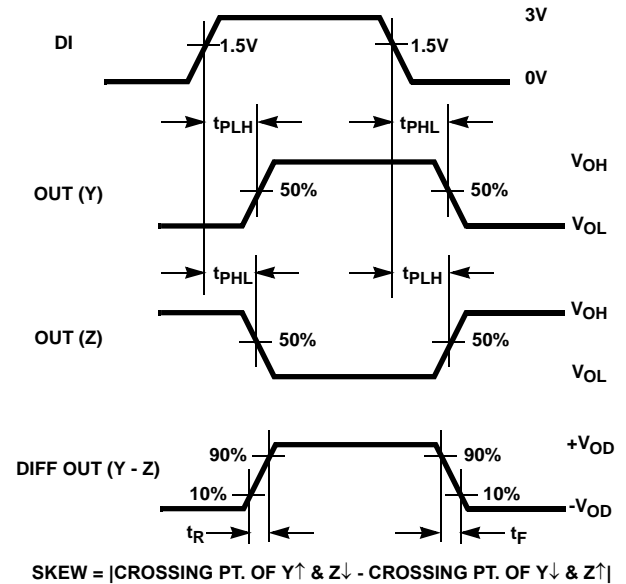 3V
DI
1.5V
1.5V
0V
tPLH
tPHL
VOH
OUT (Y)
50%
50%
VOL
tPHL
tPLH
VOH
OUT (Z)
50%
50%
VOL
90%
90%
+VOD
DIFF OUT (Y - Z)
10%
10%
-VOD
tR
tF
SKEW = |CROSSING PT. OF Y↑ & Z↓ - CROSSING PT. OF Y↓ & Z↑|